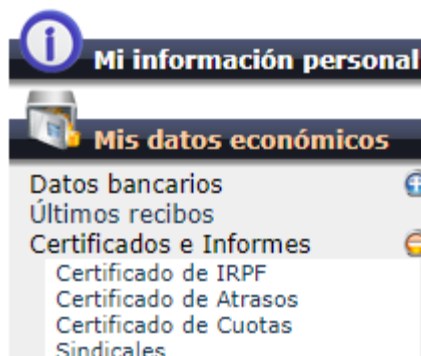 Mi información personal
Mis datos económicos
Datos bancarios
Últimos recibos
Certificados e Informes
Certificado de IRPF
Certificado de Atrasos
Certificado de Cuotas
Sindicales